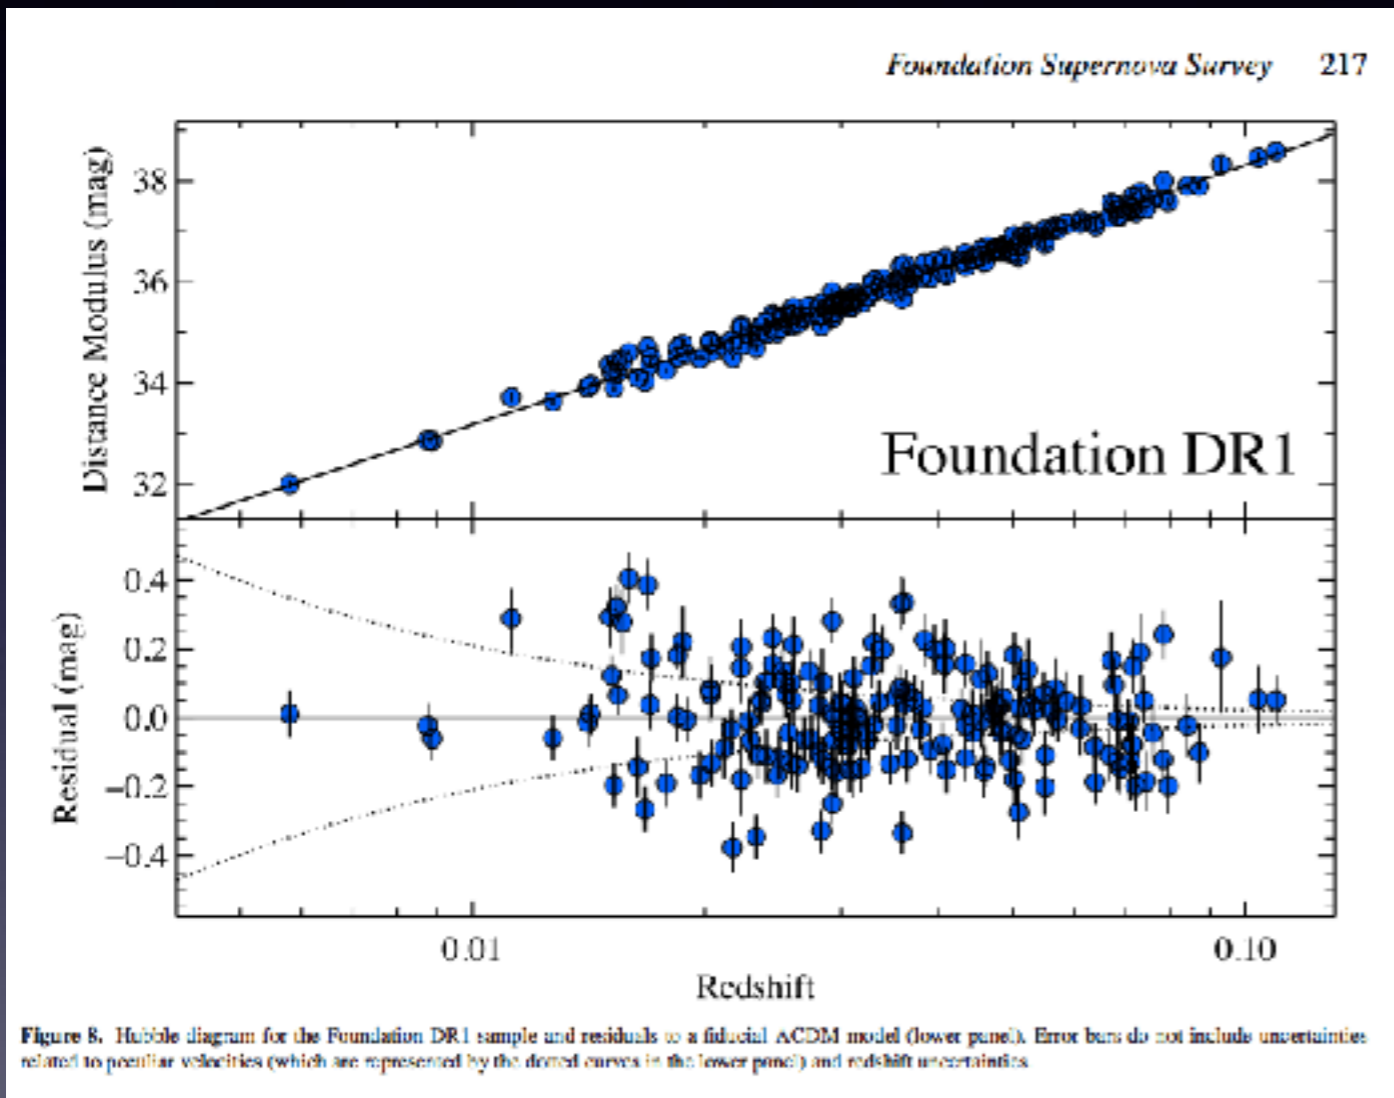 Foundation Supernova Survey 217
Distance Modulus (mag)
38
36
34
32
Foundation DR1
Residual (mag)
0.4
0.2
0.0
−0.2
−0.4
0.01 0.10
Redshift
Figure 8. Hubble diagram for the Foundation DR1 sample and residuals to a fiducial ΛCDM model (lower panel). Error bars do not include uncertainties
related to peculiar velocities (which are represented by the dotted curves in the lower panel) and redshift uncertainties.